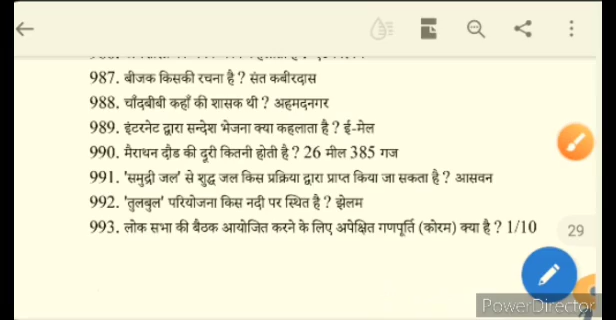 987. बीजक किसकी रचना है ? संत कबीरदास
988. चाँदबीबी कहाँ की शासक थी ? अहमदनगर
989. इंटरनेट द्वारा सन्देश भेजना क्या कहलाता है ? ई-मेल
990. मैराथन दौड की दूरी कितनी होती है ? 26 मील 385 गज
991. 'समुद्री जल' से शुद्ध जल किस प्रक्रिया द्वारा प्राप्त किया जा सकता है ? आसवन
992. 'तुलबुल' परियोजना किस नदी पर स्थित है ? झेलम
993. लोक सभा की बैठक आयोजित करने के लिए अपेक्षित गणपूर्ति (कोरम) क्या है ? 1/10
29
PowerDirector